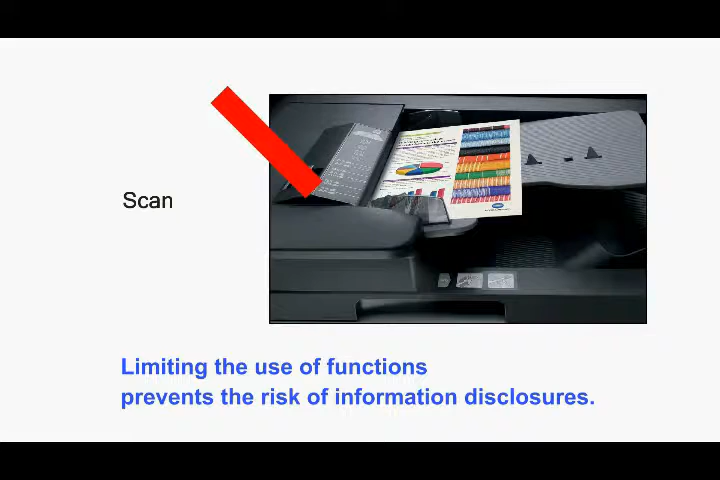 Scan
Limiting the use of functions
prevents the risk of information disclosures.